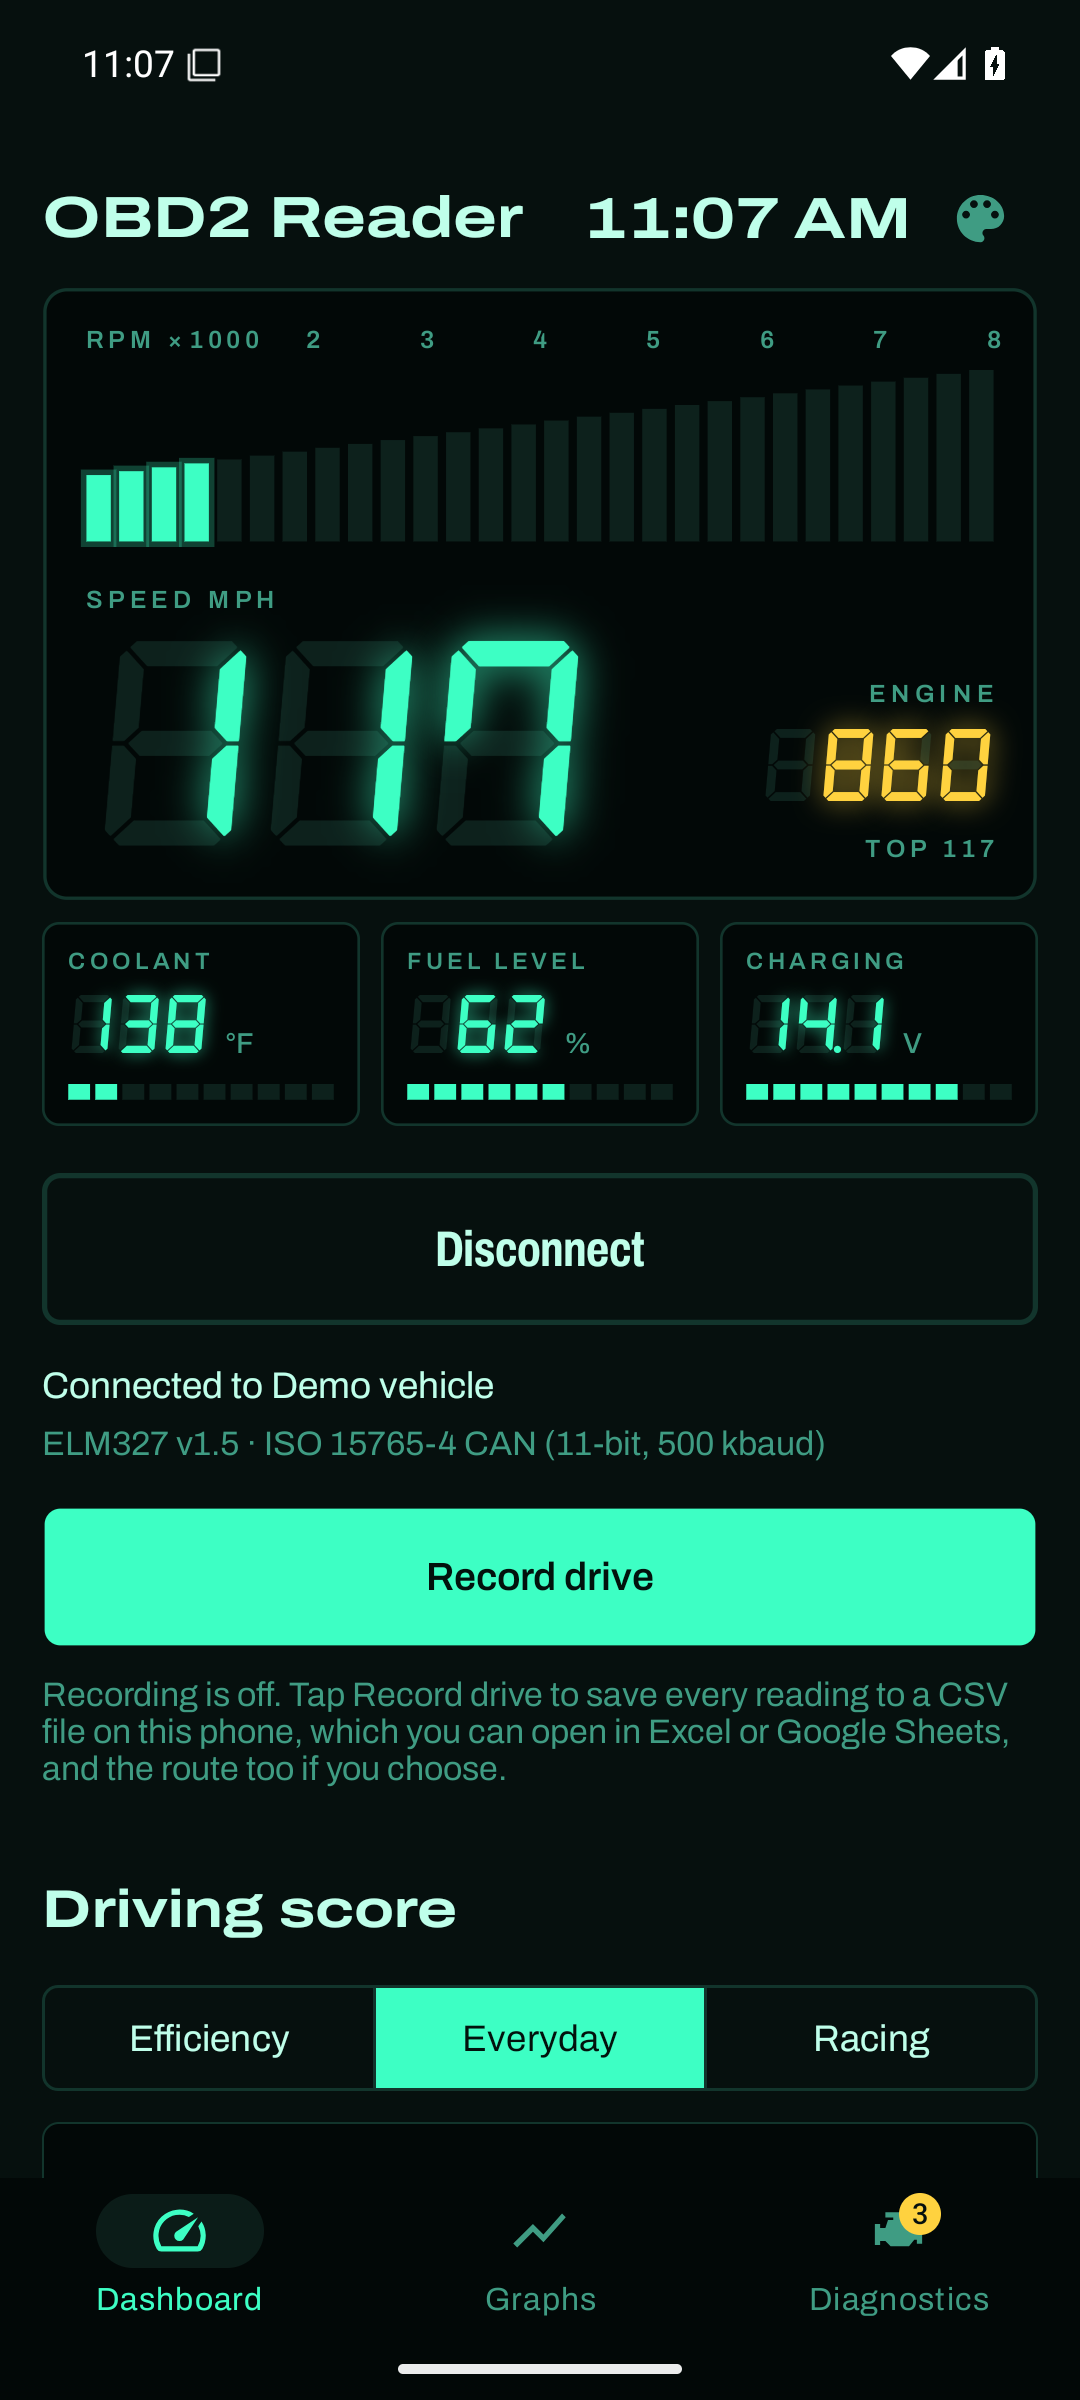 11:07
OBD2 Reader 11:07 AM
RPM ×1000 2 3 4 5 6 7 8
SPEED MPH
117
ENGINE
860
TOP 117
COOLANT
138 °F
FUEL LEVEL
62 %
CHARGING
14.1 V
Disconnect
Connected to Demo vehicle
ELM327 v1.5 · ISO 15765-4 CAN (11-bit, 500 kbaud)
Record drive
Recording is off. Tap Record drive to save every reading to a CSV
file on this phone, which you can open in Excel or Google Sheets,
and the route too if you choose.
Driving score
Efficiency Everyday Racing
3
Dashboard Graphs Diagnostics